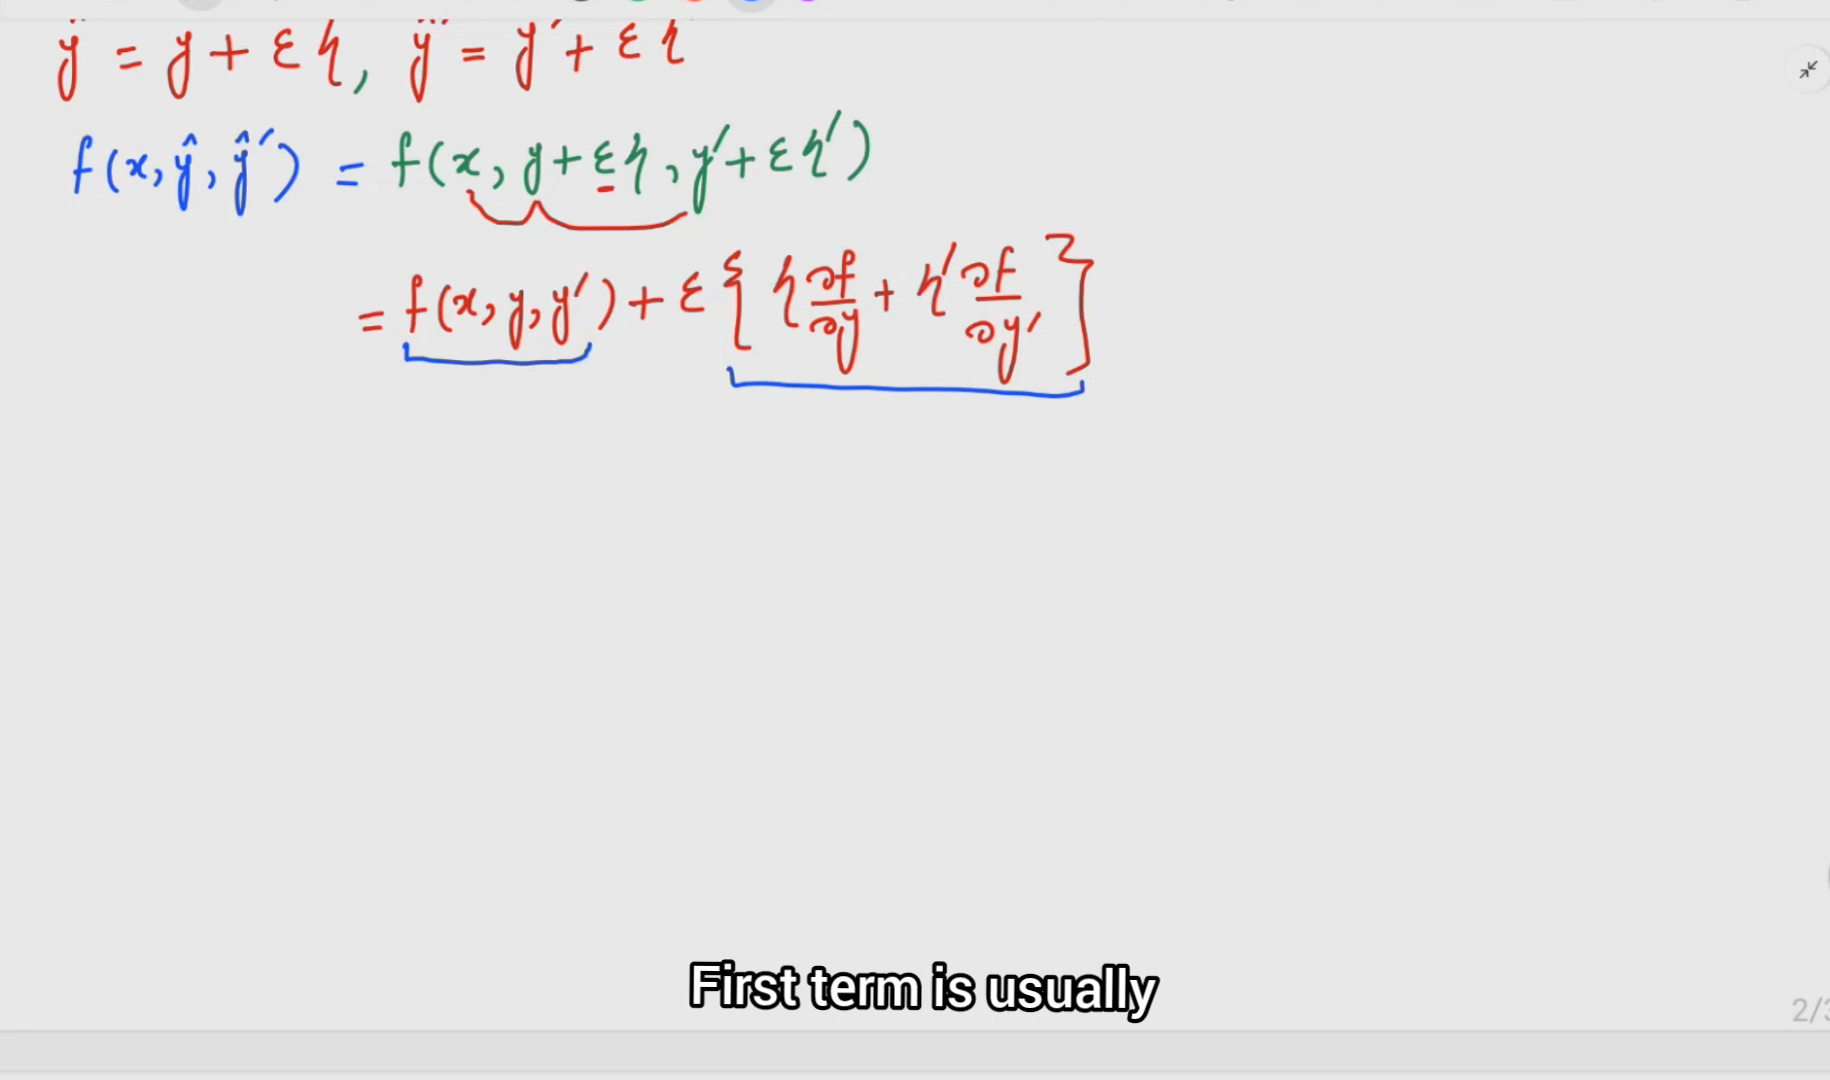 ŷ = y + εη, ŷ' = y' + εη
f(x, ŷ, ŷ') = f(x, y + εη, y' + εη')
= f(x, y, y') + ε{ η ∂f/∂y + η' ∂f/∂y' }
First term is usually
2/3